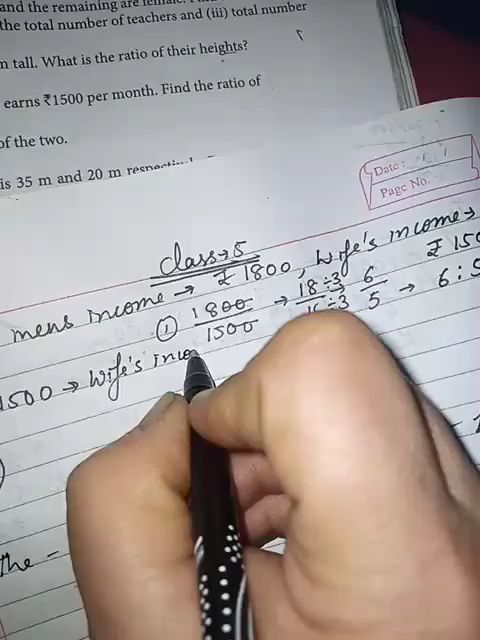 and the remaining are female.
the total number of teachers and (iii) total number
n tall. What is the ratio of their heights?
earns ₹1500 per month. Find the ratio of
of the two.
is 35 m and 20 m
Date :
Page No.
class → 5
mens income → ₹ 1800, Wife's income →
₹ 150
① 1800/1500 → 18÷3/15÷3 6/5 → 6 : 5
1500 → Wife's inco
the -